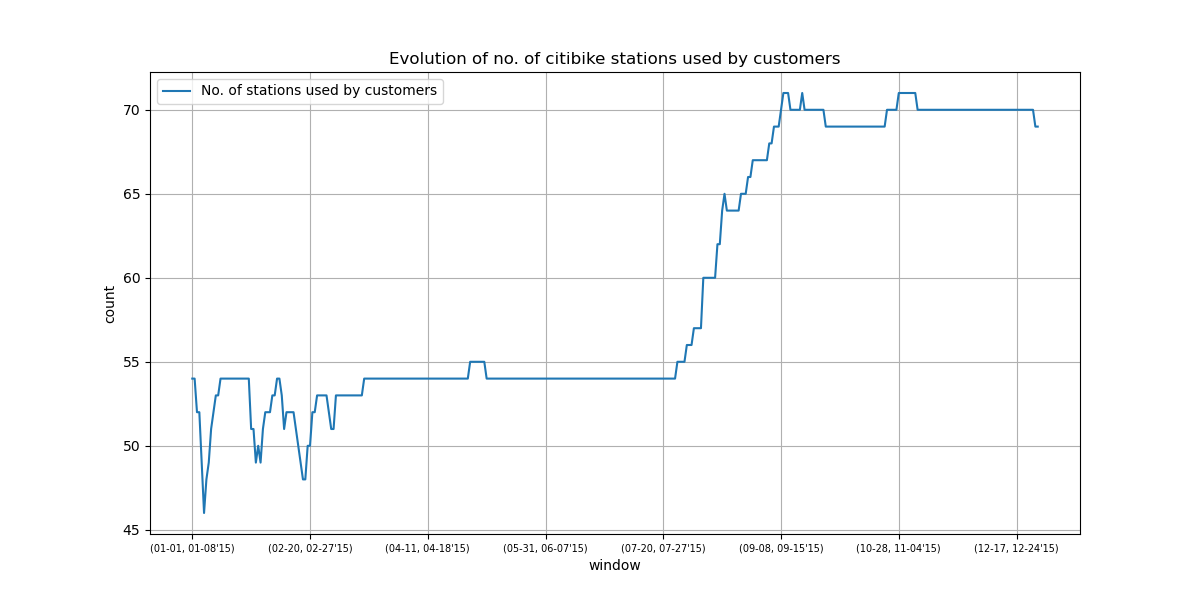 Evolution of no. of citibike stations used by customers
No. of stations used by customers
70
65
60
55
50
45
count
(01-01, 01-08'15) (02-20, 02-27'15) (04-11, 04-18'15) (05-31, 06-07'15) (07-20, 07-27'15) (09-08, 09-15'15) (10-28, 11-04'15) (12-17, 12-24'15)
window